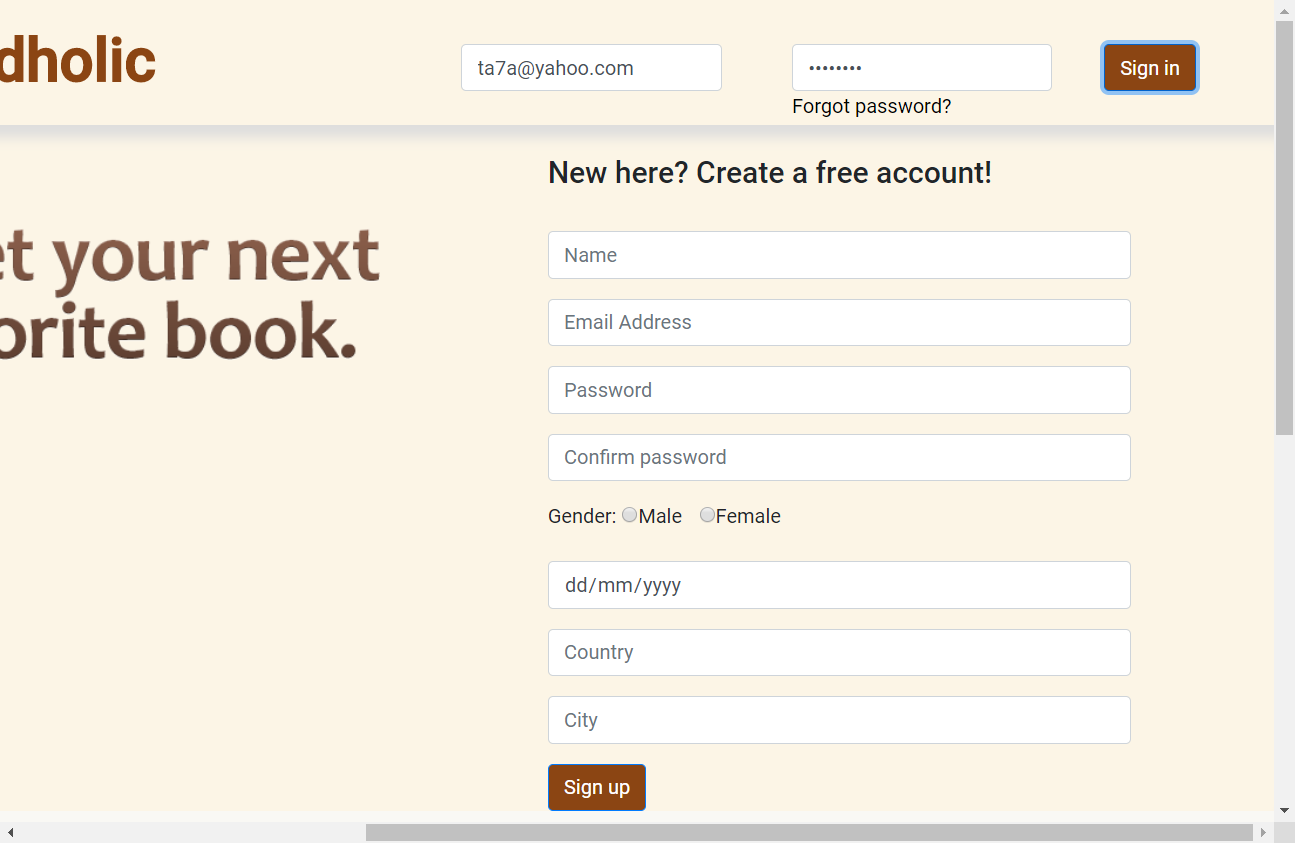 dholic
ta7a@yahoo.com
••••••••
Sign in
Forgot password?
New here? Create a free account!
et your next
orite book.
Name
Email Address
Password
Confirm password
Gender: Male Female
dd/mm/yyyy
Country
City
Sign up